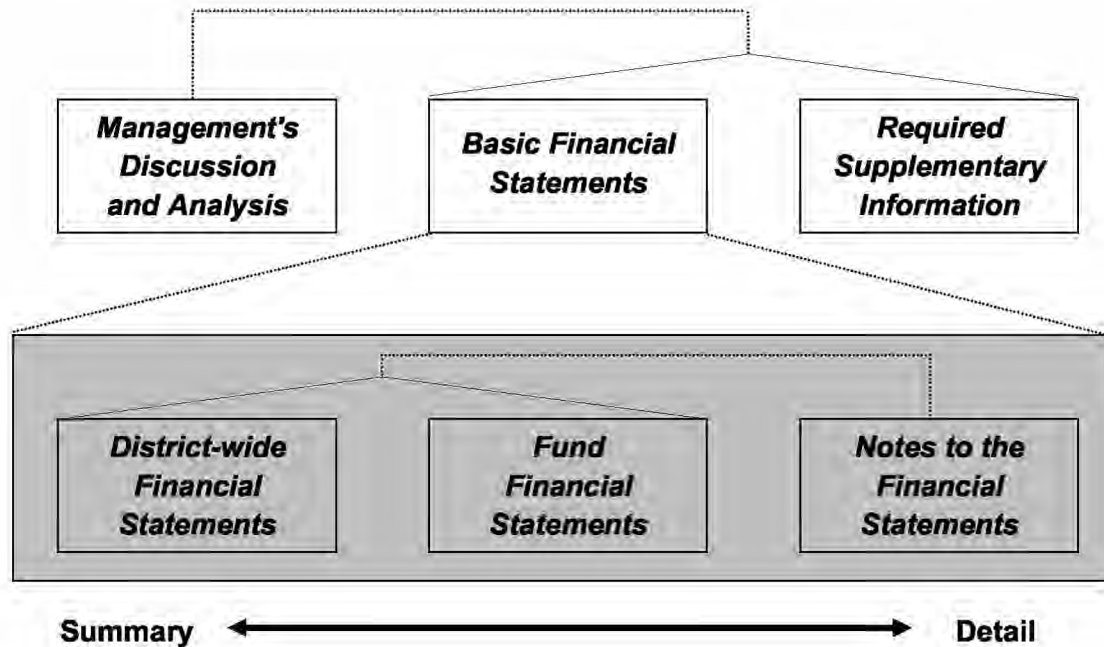 Management's
Discussion
and Analysis
Basic Financial
Statements
Required
Supplementary
Information
District-wide
Financial
Statements
Fund
Financial
Statements
Notes to the
Financial
Statements
Summary
Detail